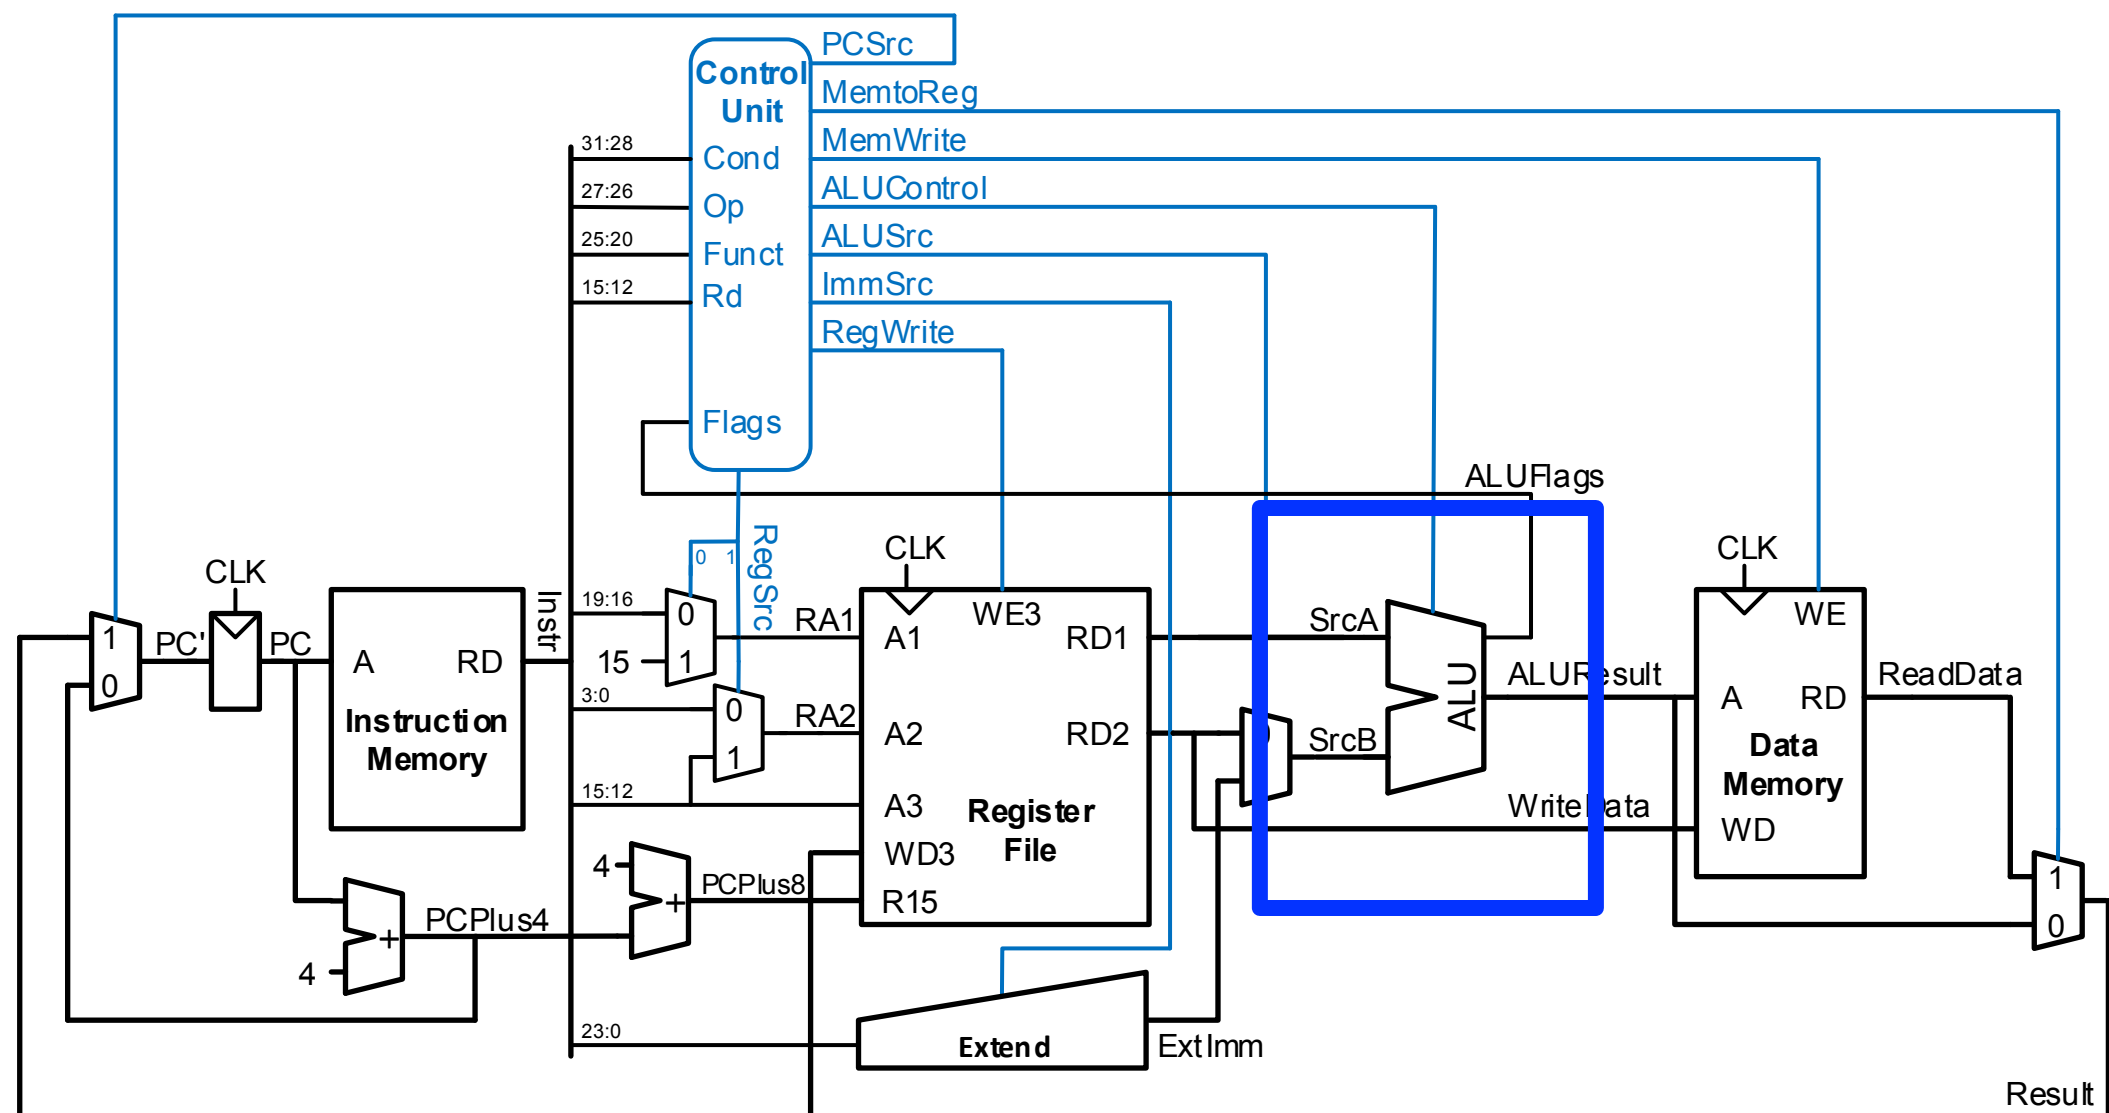 PCSrc
Control
Unit
MemtoReg
MemWrite
31:28
Cond
27:26
Op
ALUControl
25:20
Funct
ALUSrc
15:12
Rd
ImmSrc
RegWrite
Flags
ALUFlags
RegSrc
0 1
CLK
CLK
CLK
Instr
19:16
0
1
15
RA1
A1
WE3
RD1
SrcA
WE
1
0
PC'
PC
A
RD
Instruction
Memory
3:0
0
1
RA2
A2
RD2
SrcB
ALU
ALUResult
A
RD
ReadData
Data
Memory
15:12
A3
Register
File
WriteData
WD
WD3
4
+
PCPlus8
R15
1
0
PCPlus4
+
4
23:0
Extend
ExtImm
Result